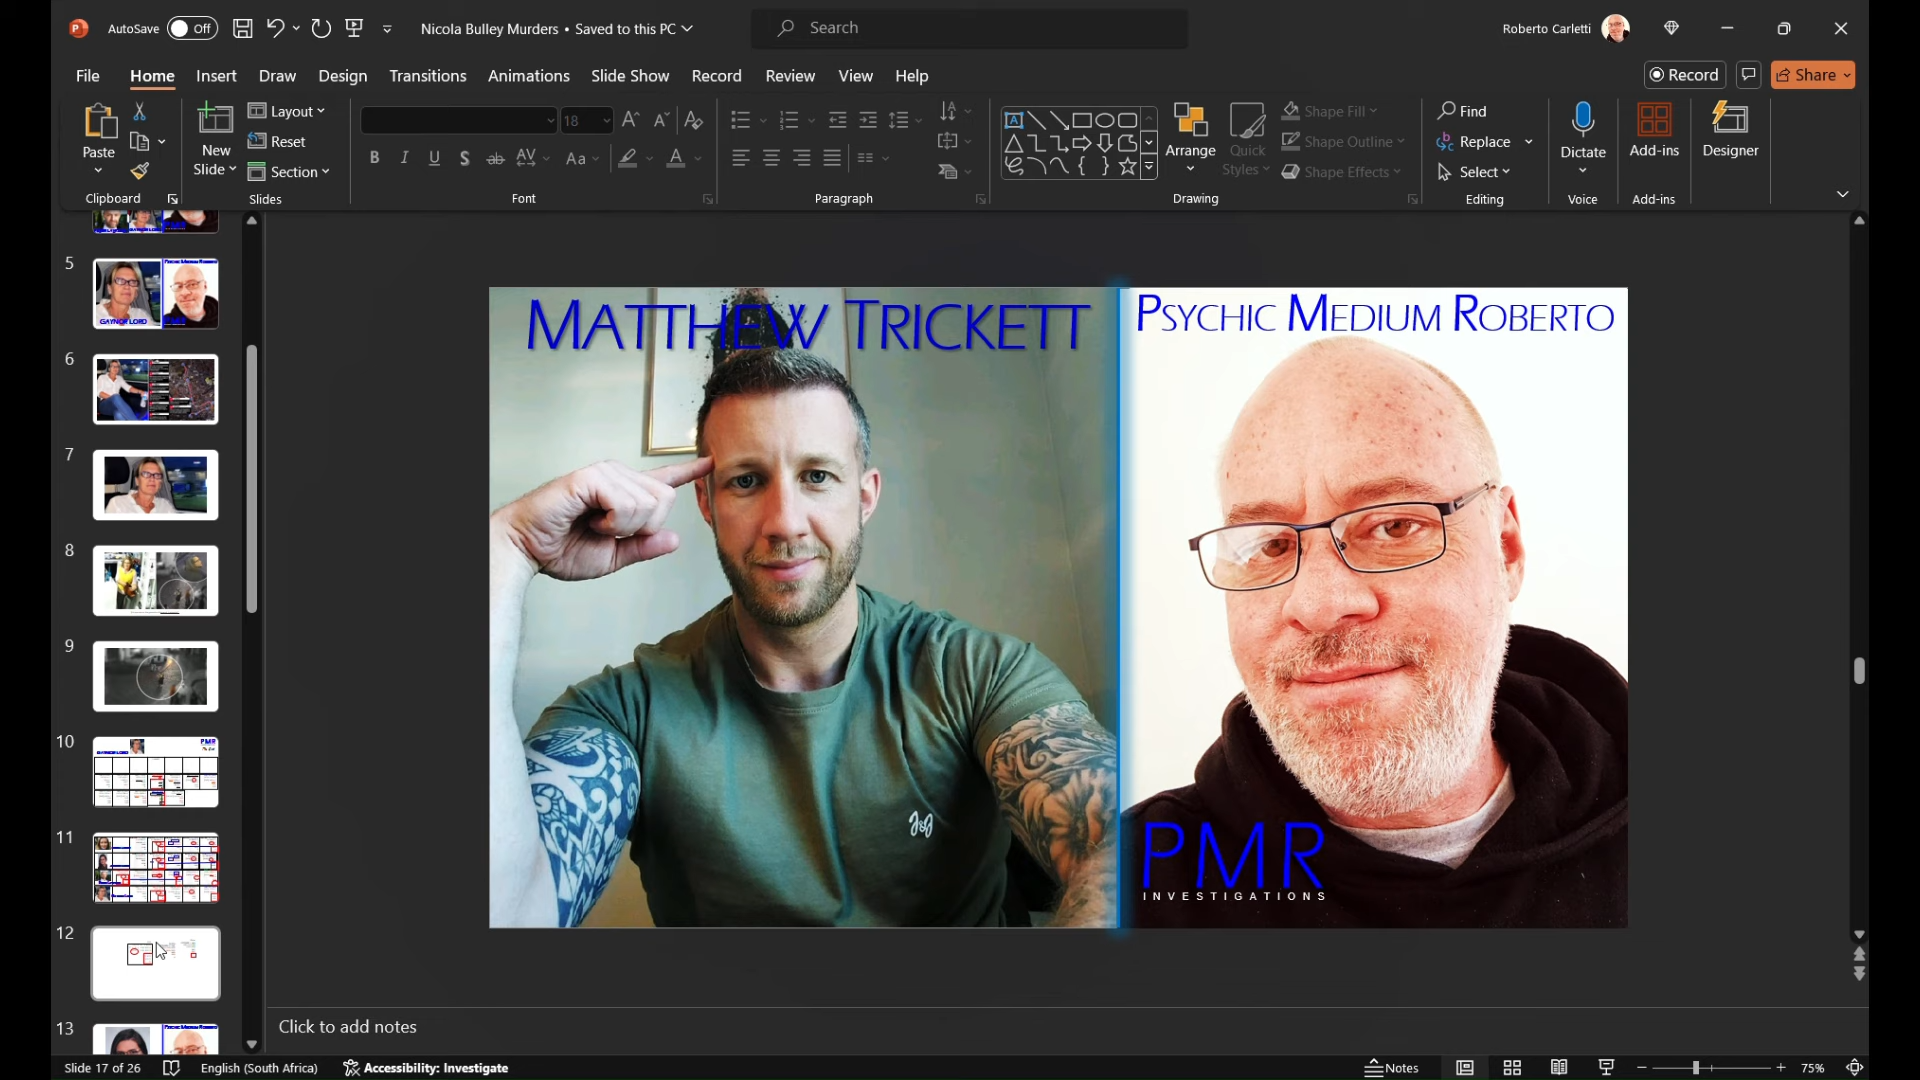 AutoSave Off Nicola Bulley Murders • Saved to this PC Search Roberto Carletti
File Home Insert Draw Design Transitions Animations Slide Show Record Review View Help Record Share
Paste New Slide Layout Reset Section 18 Arrange Quick Styles Shape Fill Shape Outline Shape Effects Find Replace Select Dictate Add-ins Designer
Clipboard Slides Font Paragraph Drawing Editing Voice Add-ins
5
GAYNOR LORD
6
7
8
9
10
11
12
13
MATTHEW TRICKETT
PSYCHIC MEDIUM ROBERTO
J&J
PMR
INVESTIGATIONS
Click to add notes
Slide 17 of 26 English (South Africa) Accessibility: Investigate Notes 75%